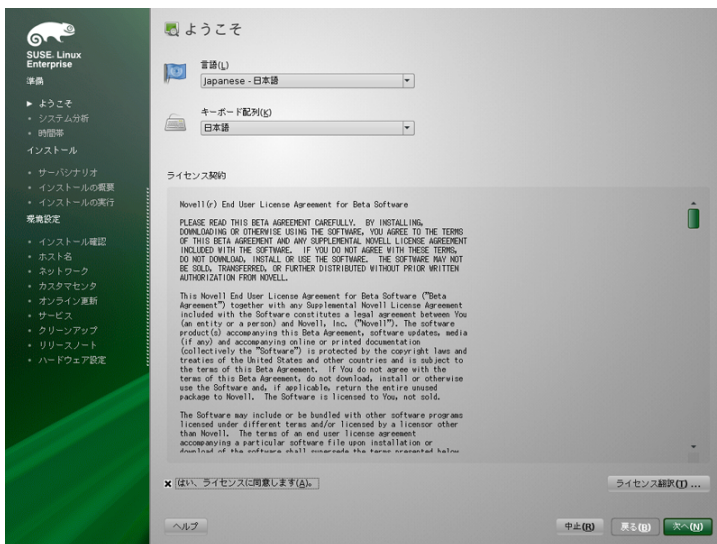 SUSE. Linux
Enterprise
準備
ようこそ
システム分析
時間帯
インストール
サーバシナリオ
インストールの概要
インストールの実行
環境設定
インストール確認
ホスト名
ネットワーク
カスタマセンタ
オンライン更新
サービス
クリーンアップ
リリースノート
ハードウェア設定
ようこそ
言語(L)
Japanese - 日本語
キーボード配列(K)
日本語
ライセンス契約
Novell(r) End User License Agreement for Beta Software
PLEASE READ THIS BETA AGREEMENT CAREFULLY.  BY INSTALLING,
DOWNLOADING OR OTHERWISE USING THE SOFTWARE, YOU AGREE TO THE TERMS
OF THIS BETA AGREEMENT AND ANY SUPPLEMENTAL NOVELL LICENSE AGREEMENT
INCLUDED WITH THE SOFTWARE.  IF YOU DO NOT AGREE WITH THESE TERMS,
DO NOT DOWNLOAD, INSTALL OR USE THE SOFTWARE.  THE SOFTWARE MAY NOT
BE SOLD, TRANSFERRED, OR FURTHER DISTRIBUTED WITHOUT PRIOR WRITTEN
AUTHORIZATION FROM NOVELL.
This Novell End User License Agreement for Beta Software ("Beta
Agreement") together with any Supplemental Novell License Agreement
included with the Software constitutes a legal agreement between You
(an entity or a person) and Novell, Inc. ("Novell").  The software
product(s) accompanying this Beta Agreement, software updates, media
(if any) and accompanying online or printed documentation
(collectively the "Software") is protected by the copyright laws and
treaties of the United States and other countries and is subject to
the terms of this Beta Agreement.  If You do not agree with the
terms of this Beta Agreement, do not download, install or otherwise
use the Software and, if applicable, return the entire unused
package to Novell.  The Software is licensed to You, not sold.
The Software may include or be bundled with other software programs
licensed under different terms and/or licensed by a licensor other
than Novell.  The terms of an end user license agreement
accompanying a particular software file upon installation or
download of the software shall supersede the terms presented below
はい、ライセンスに同意します(A)。
ライセンス翻訳(T) ...
ヘルプ
中止(R)
戻る(B)
次へ(N)